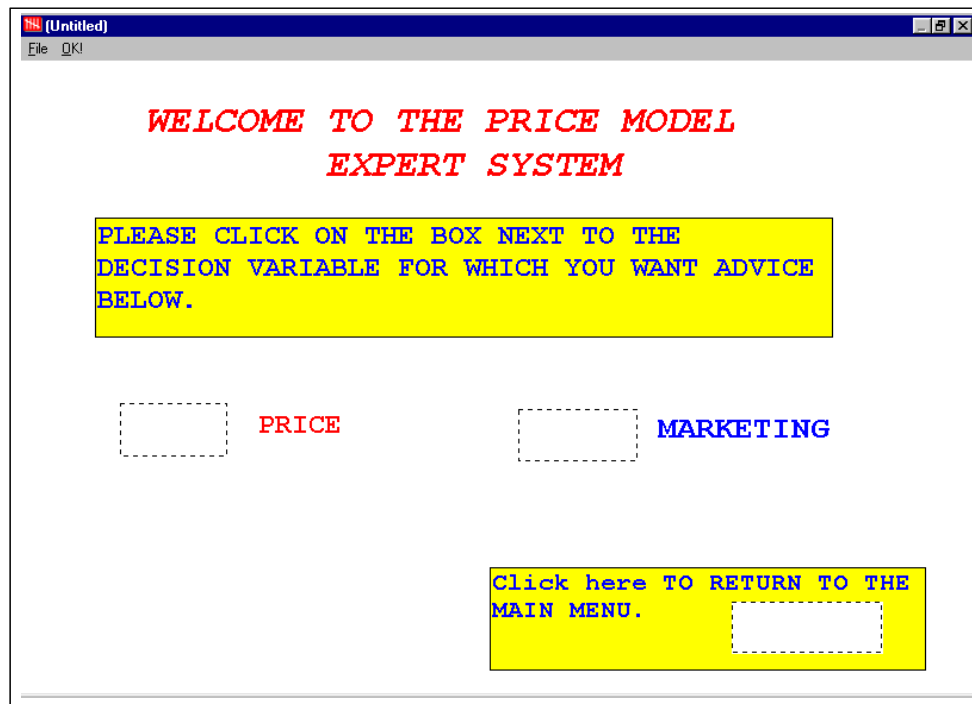 (Untitled)
File OK!
WELCOME TO THE PRICE MODEL
EXPERT SYSTEM
PLEASE CLICK ON THE BOX NEXT TO THE
DECISION VARIABLE FOR WHICH YOU WANT ADVICE
BELOW.
PRICE
MARKETING
Click here TO RETURN TO THE
MAIN MENU.